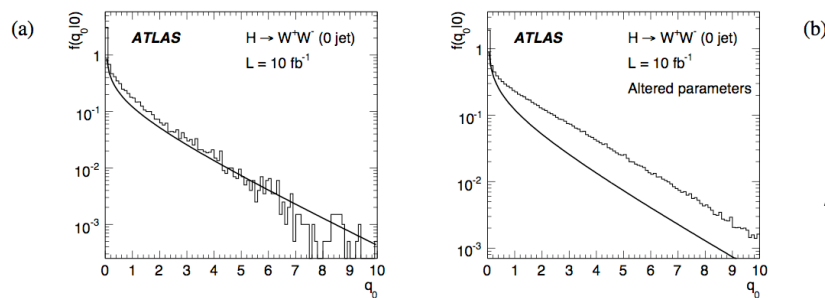 (a)
f(q₀|0)
ATLAS
H → W⁺W⁻ (0 jet)
L = 10 fb⁻¹
1
10⁻¹
10⁻²
10⁻³
0 1 2 3 4 5 6 7 8 9 10
q₀
f(q₀|0)
ATLAS
H → W⁺W⁻ (0 jet)
L = 10 fb⁻¹
Altered parameters
1
10⁻¹
10⁻²
10⁻³
0 1 2 3 4 5 6 7 8 9 10
q₀
(b)